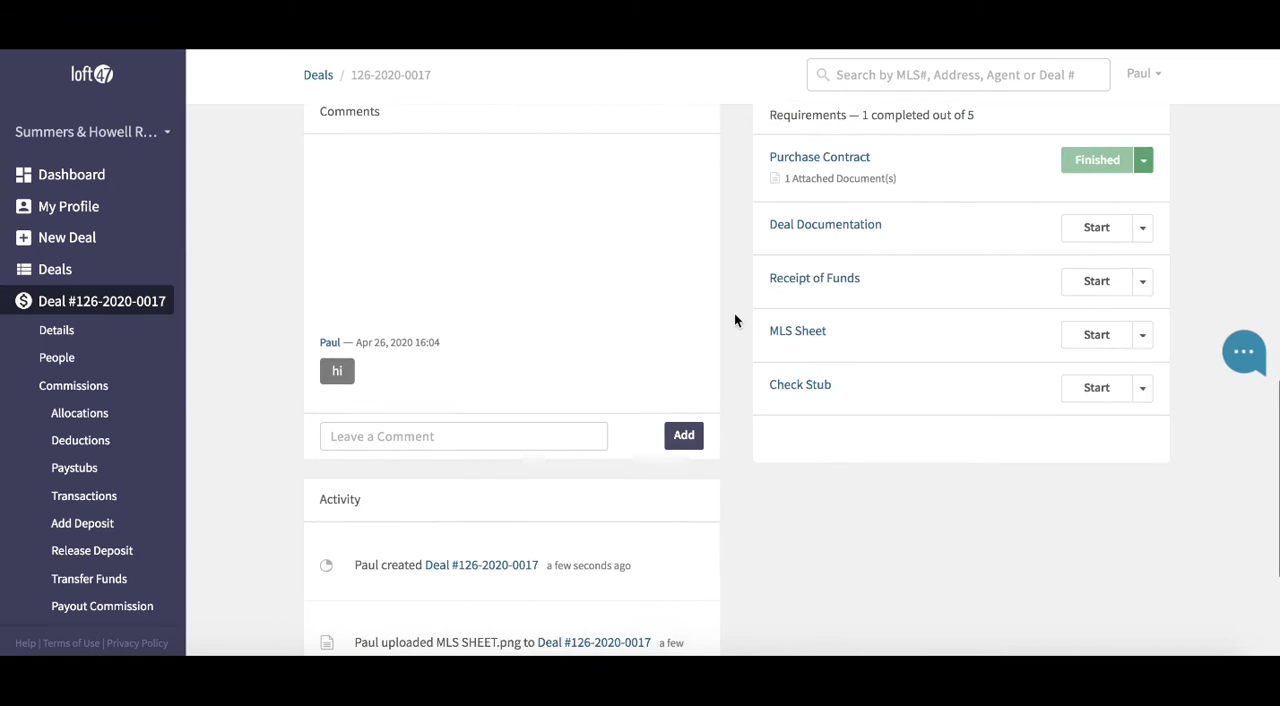 loft47
Deals / 126-2020-0017
Search by MLS#, Address, Agent or Deal #
Paul
Summers & Howell R...
Dashboard
My Profile
New Deal
Deals
Deal #126-2020-0017
Details
People
Commissions
Allocations
Deductions
Paystubs
Transactions
Add Deposit
Release Deposit
Transfer Funds
Payout Commission
Help | Terms of Use | Privacy Policy
Comments
Paul — Apr 26, 2020 16:04
hi
Leave a Comment
Add
Activity
Paul created Deal #126-2020-0017 a few seconds ago
Paul uploaded MLS SHEET.png to Deal #126-2020-0017 a few
Requirements — 1 completed out of 5
Purchase Contract
Finished
1 Attached Document(s)
Deal Documentation
Start
Receipt of Funds
Start
MLS Sheet
Start
Check Stub
Start